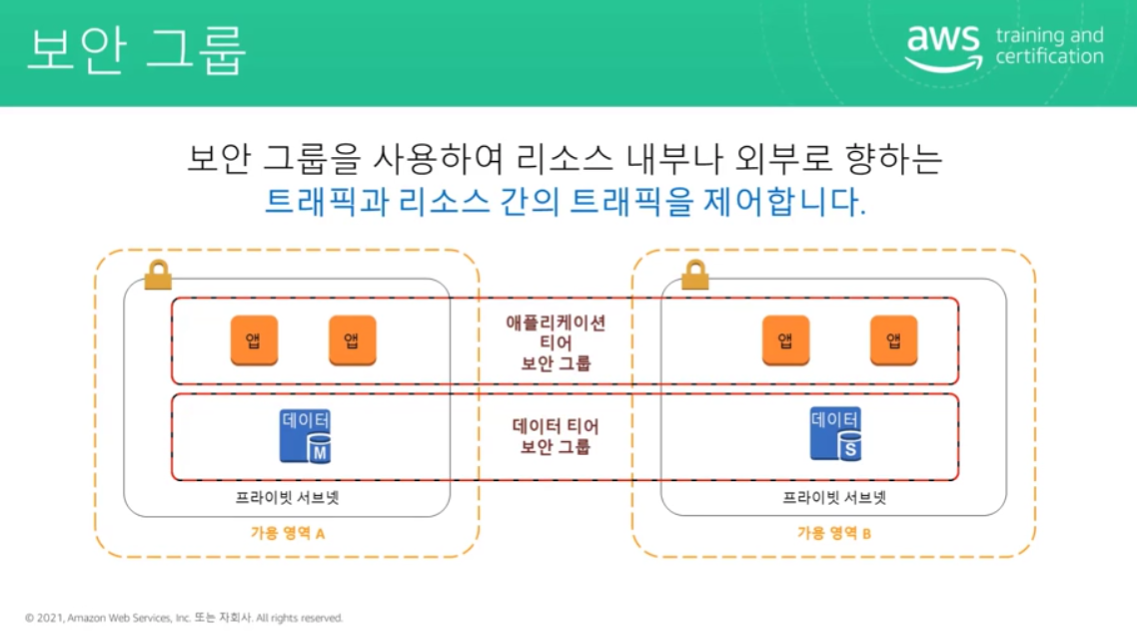 보안 그룹
aws training and
certification
보안 그룹을 사용하여 리소스 내부나 외부로 향하는
트래픽과 리소스 간의 트래픽을 제어합니다.
앱 앱
애플리케이션
티어
보안 그룹
앱 앱
데이터
M
데이터 티어
보안 그룹
데이터
S
프라이빗 서브넷
프라이빗 서브넷
가용 영역 A
가용 영역 B
© 2021, Amazon Web Services, Inc. 또는 자회사. All rights reserved.